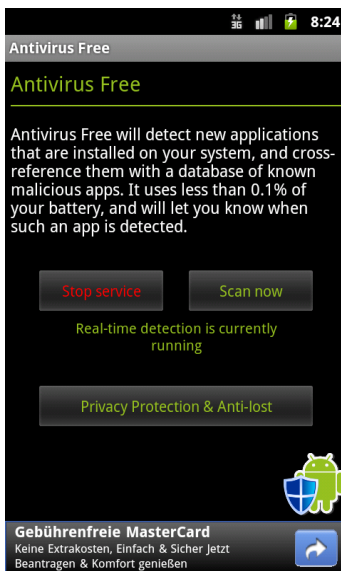 3G 8:24
Antivirus Free
Antivirus Free
Antivirus Free will detect new applications
that are installed on your system, and cross-
reference them with a database of known
malicious apps. It uses less than 0.1% of
your battery, and will let you know when
such an app is detected.
Stop service Scan now
Real-time detection is currently
running
Privacy Protection & Anti-lost
Gebührenfreie MasterCard
Keine Extrakosten, Einfach & Sicher Jetzt
Beantragen & Komfort genießen